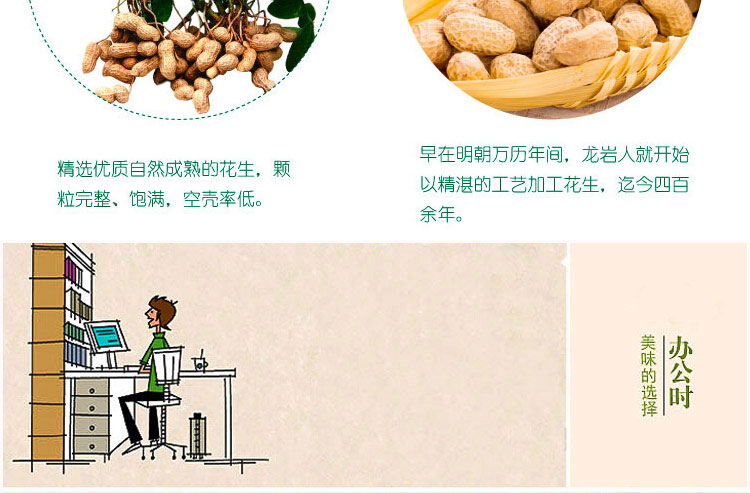 精选优质自然成熟的花生，颗
粒完整、饱满，空壳率低。
早在明朝万历年间，龙岩人就开始
以精湛的工艺加工花生，迄今四百
余年。
办公时
美味的选择